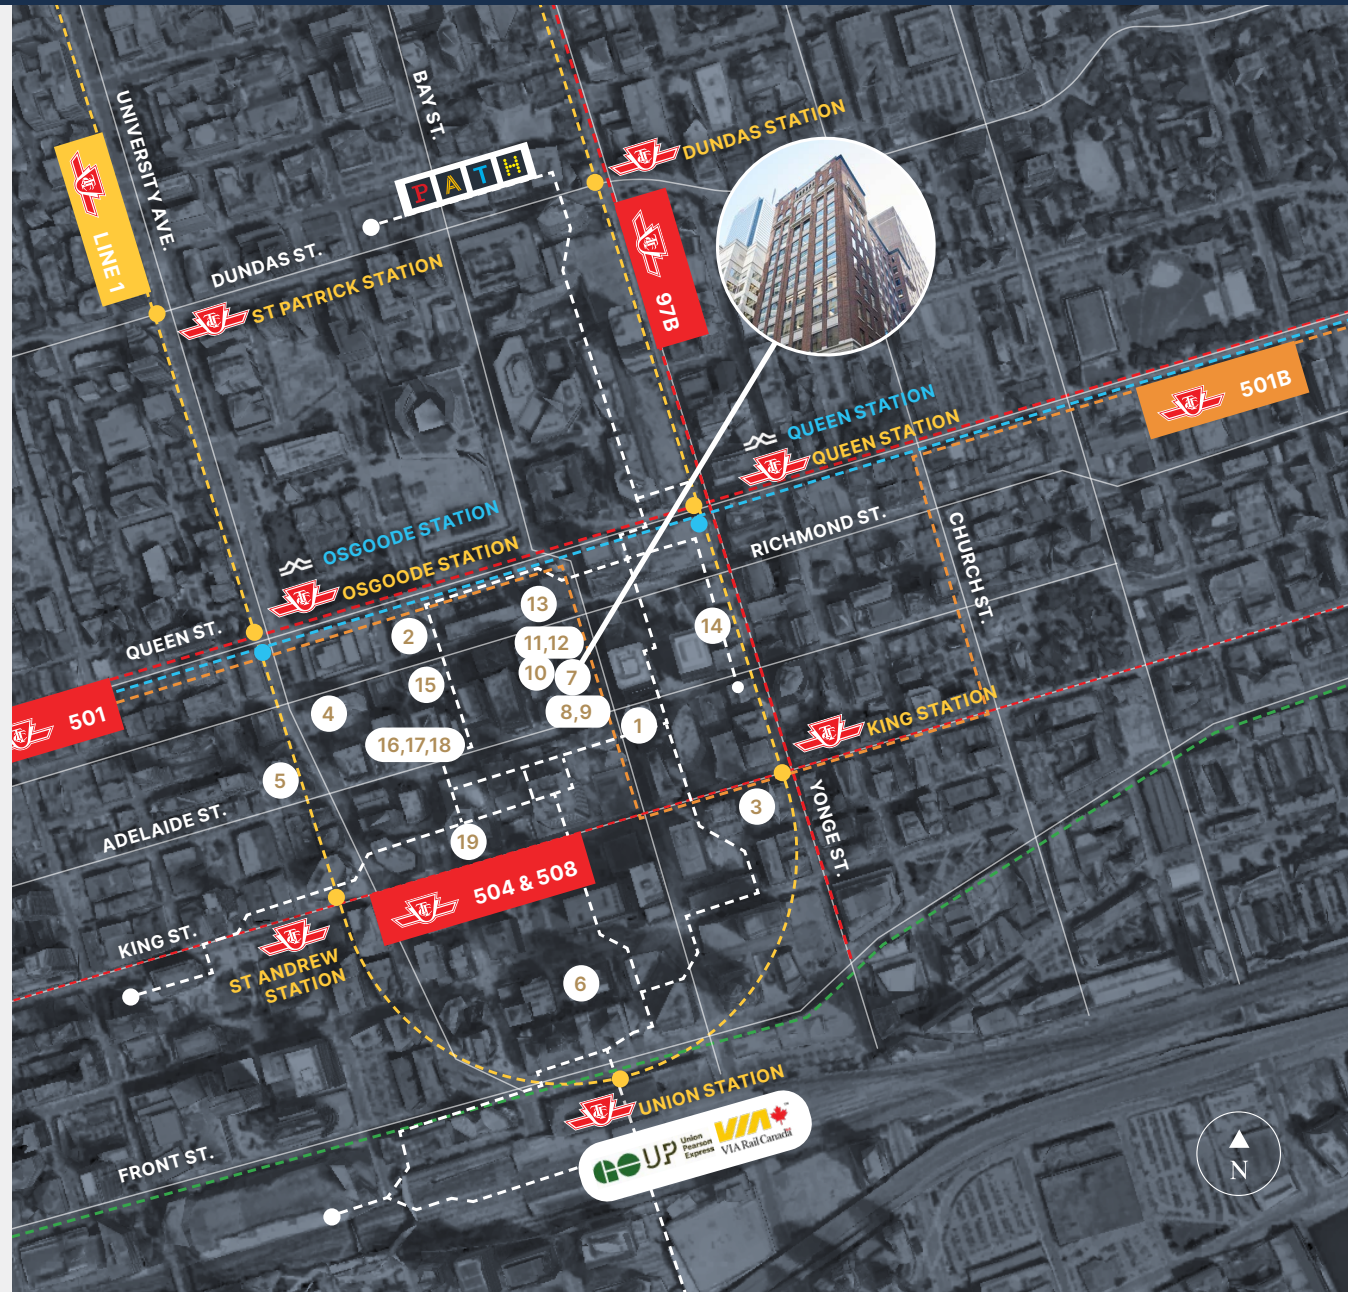 UNIVERSITY AVE.
BAY ST.
DUNDAS STATION
PATH
LINE 1
DUNDAS ST.
ST PATRICK STATION
97B
501B
QUEEN STATION
QUEEN STATION
OSGOODE STATION
OSGOODE STATION
RICHMOND ST.
CHURCH ST.
QUEEN ST.
13
2
11,12
14
10
7
15
501
4
8,9
1
16,17,18
KING STATION
5
ADELAIDE ST.
3
YONGE ST.
19
504 & 508
KING ST.
ST ANDREW
STATION
6
UNION STATION
GO UP Union
Pearson
Express
VIA
VIA Rail Canada
FRONT ST.
N